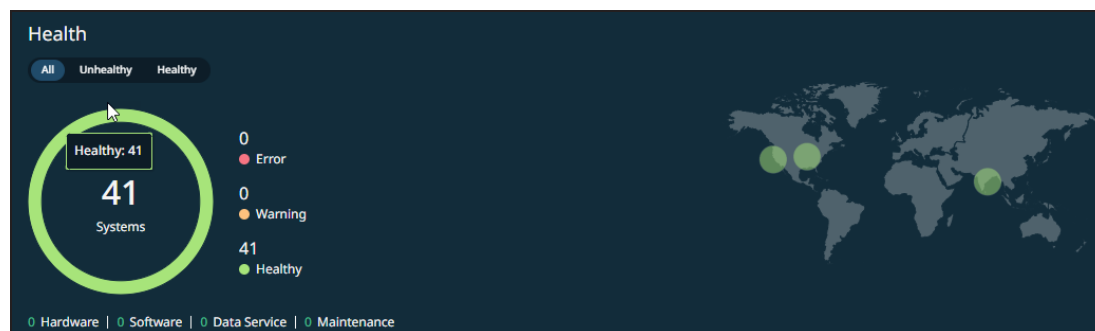 Health
All Unhealthy Healthy
Healthy: 41
41
Systems
0
Error
0
Warning
41
Healthy
0 Hardware | 0 Software | 0 Data Service | 0 Maintenance